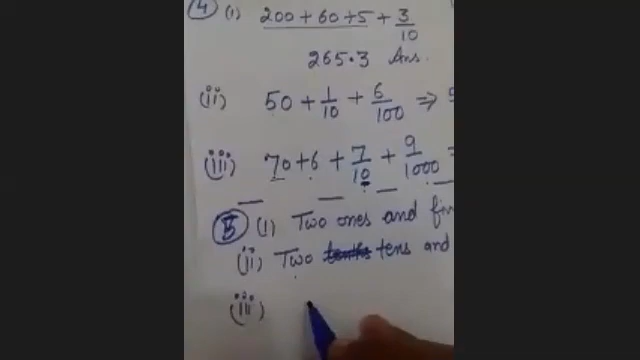 4 (i) 200 + 60 + 5 + 3/10
265.3 Ans.
(ii) 50 + 1/10 + 6/100 ⇒
(iii) 70 + 6 + 7/10 + 9/1000 =
5 (i) Two ones and
(ii) Two tens and
(iii)